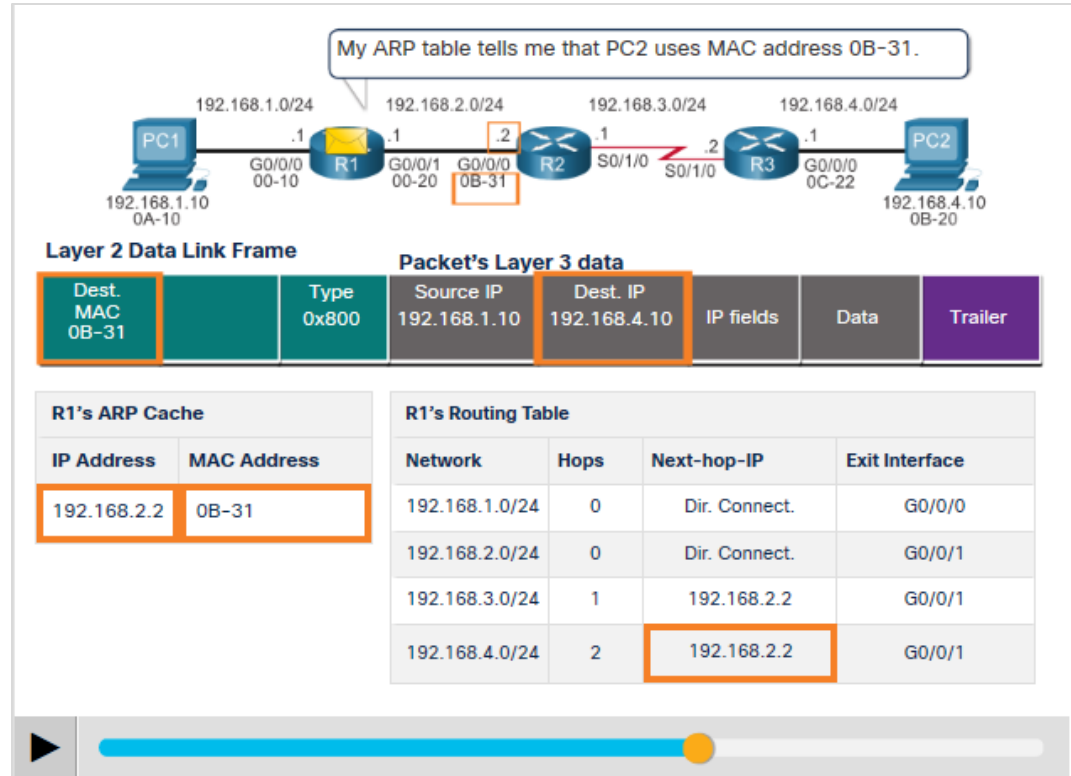 My ARP table tells me that PC2 uses MAC address 0B-31.
192.168.1.0/24 192.168.2.0/24 192.168.3.0/24 192.168.4.0/24
PC1 .1 R1 .1 .2 R2 .1 .2 R3 .1 PC2
G0/0/0 G0/0/1 G0/0/0 S0/1/0 S0/1/0 G0/0/0
00-10 00-20 0B-31 0C-22
192.168.1.10 192.168.4.10
0A-10 0B-20
Layer 2 Data Link Frame
Packet's Layer 3 data
Dest. MAC 0B-31 Type 0x800 Source IP 192.168.1.10 Dest. IP 192.168.4.10 IP fields Data Trailer
R1's ARP Cache
IP Address MAC Address
192.168.2.2 0B-31
R1's Routing Table
Network Hops Next-hop-IP Exit Interface
192.168.1.0/24 0 Dir. Connect. G0/0/0
192.168.2.0/24 0 Dir. Connect. G0/0/1
192.168.3.0/24 1 192.168.2.2 G0/0/1
192.168.4.0/24 2 192.168.2.2 G0/0/1